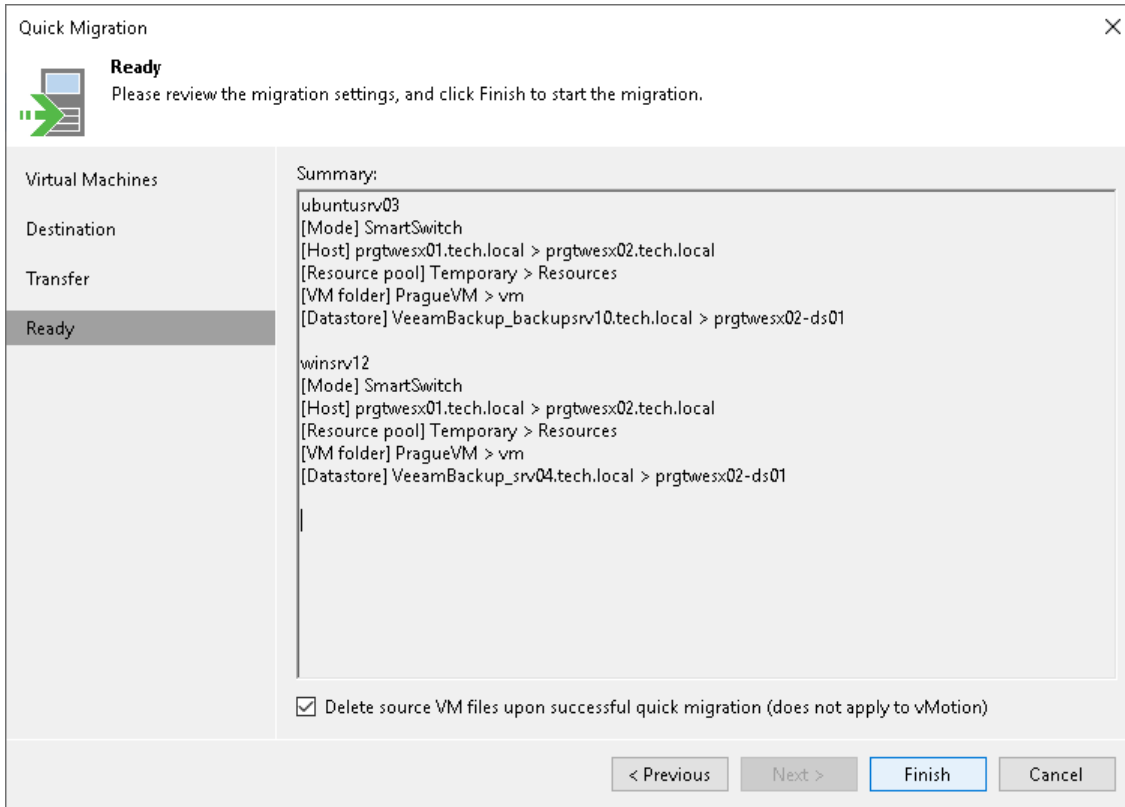 Quick Migration
Ready
Please review the migration settings, and click Finish to start the migration.
Virtual Machines
Destination
Transfer
Ready
Summary:
ubuntusrv03
[Mode] SmartSwitch
[Host] prgtwesx01.tech.local > prgtwesx02.tech.local
[Resource pool] Temporary > Resources
[VM folder] PragueVM > vm
[Datastore] VeeamBackup_backupsrv10.tech.local > prgtwesx02-ds01
winsrv12
[Mode] SmartSwitch
[Host] prgtwesx01.tech.local > prgtwesx02.tech.local
[Resource pool] Temporary > Resources
[VM folder] PragueVM > vm
[Datastore] VeeamBackup_srv04.tech.local > prgtwesx02-ds01
Delete source VM files upon successful quick migration (does not apply to vMotion)
< Previous
Next >
Finish
Cancel